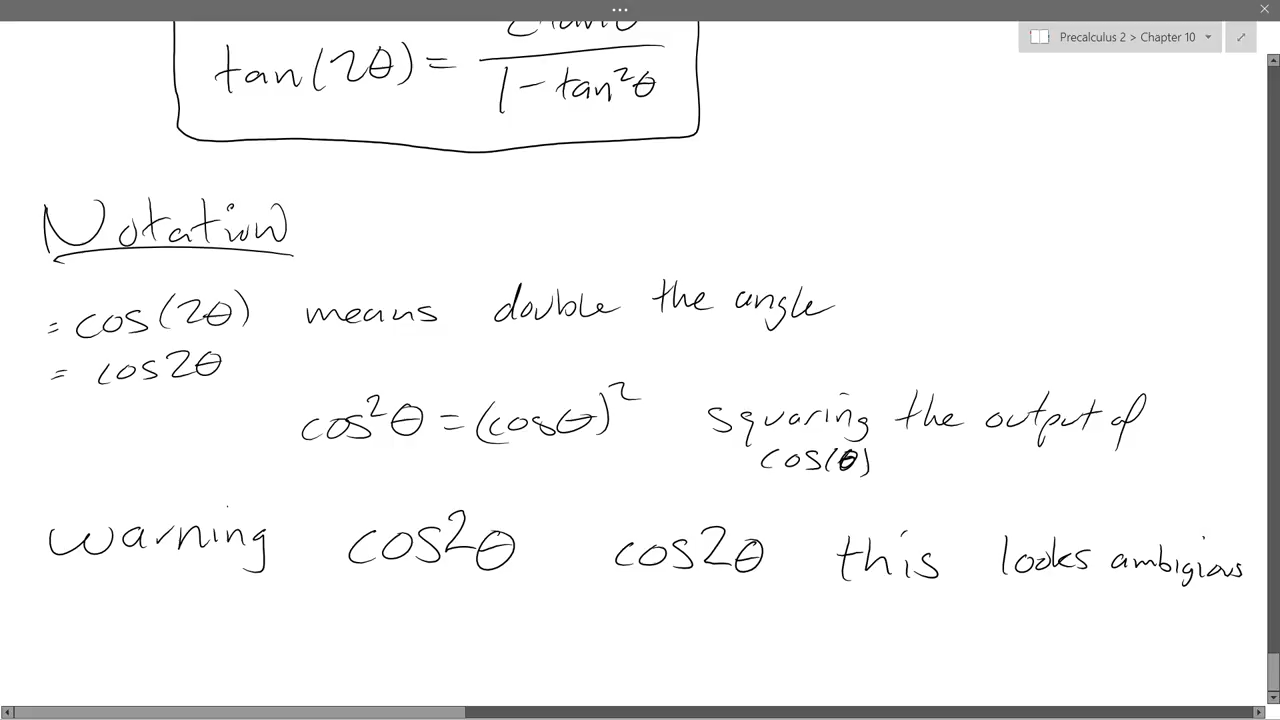 Precalculus 2 > Chapter 10
tan(2θ) = 2tanθ / 1 - tan²θ
Notation
= cos(2θ) means double the angle
= cos2θ
cos²θ = (cosθ)² squaring the output of
cos(θ)
warning cos²θ cos2θ this looks ambigious